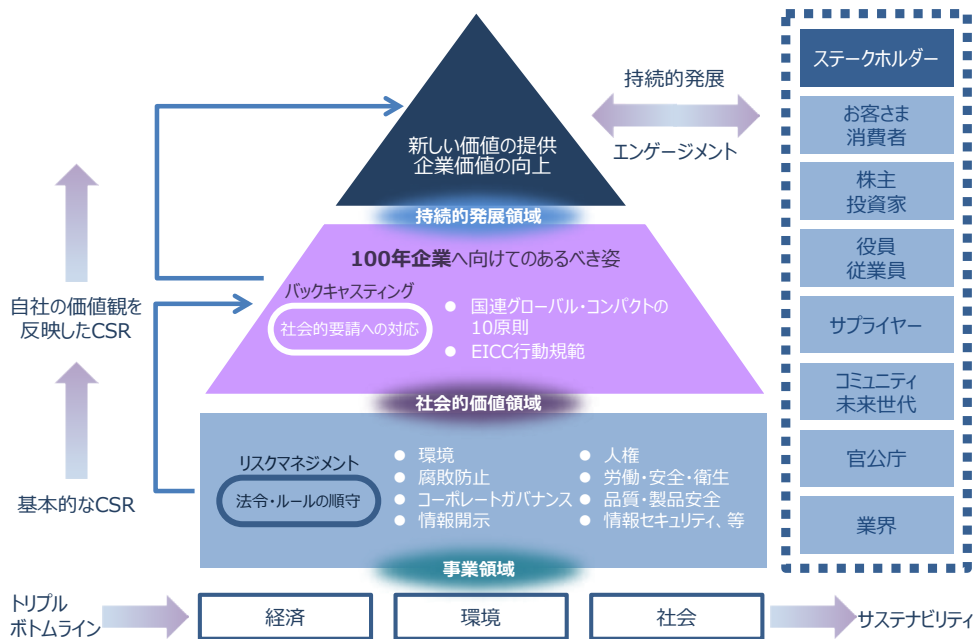 新しい価値の提供
企業価値の向上
持続的発展領域
100年企業へ向けてのあるべき姿
バックキャスティング
社会的要請への対応
● 国連グローバル・コンパクトの
10原則
● EICC行動規範
社会的価値領域
リスクマネジメント
法令・ルールの順守
● 環境
● 腐敗防止
● コーポレートガバナンス
● 情報開示
● 人権
● 労働・安全・衛生
● 品質・製品安全
● 情報セキュリティ、等
事業領域
自社の価値観を
反映したCSR
基本的なCSR
持続的発展
エンゲージメント
ステークホルダー
お客さま
消費者
株主
投資家
役員
従業員
サプライヤー
コミュニティ
未来世代
官公庁
業界
トリプル
ボトムライン
経済
環境
社会
サステナビリティ